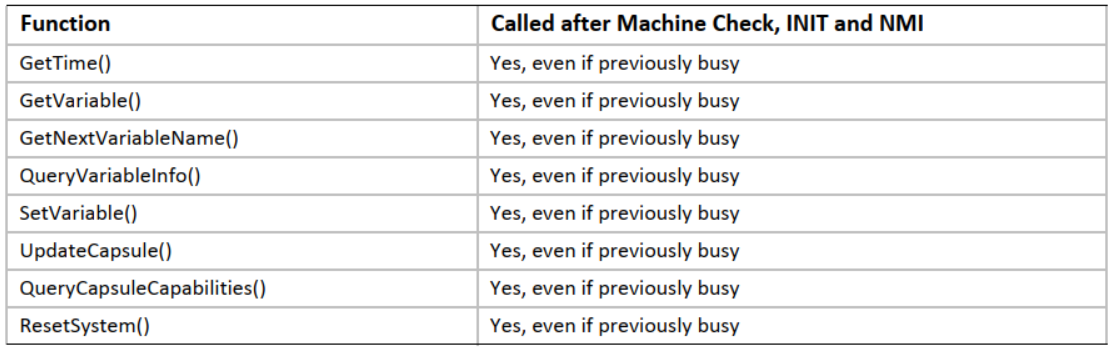 Function Called after Machine Check, INIT and NMI
GetTime() Yes, even if previously busy
GetVariable() Yes, even if previously busy
GetNextVariableName() Yes, even if previously busy
QueryVariableInfo() Yes, even if previously busy
SetVariable() Yes, even if previously busy
UpdateCapsule() Yes, even if previously busy
QueryCapsuleCapabilities() Yes, even if previously busy
ResetSystem() Yes, even if previously busy